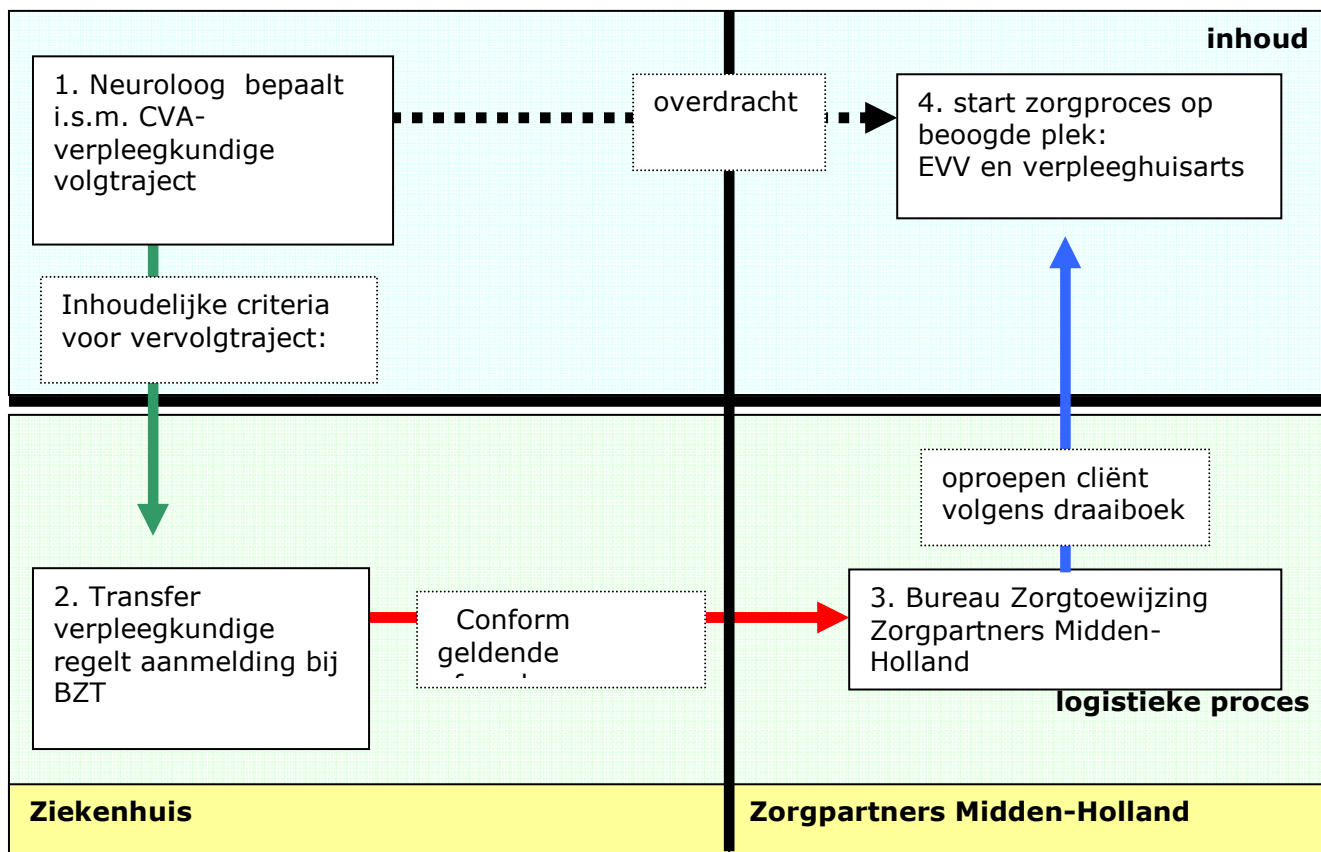 inhoud
1. Neuroloog bepaalt
i.s.m. CVA-
verpleegkundige
volgtraject
overdracht
4. start zorgproces op
beoogde plek:
EVV en verpleeghuisarts
Inhoudelijke criteria
voor vervolgtraject:
oproepen cliënt
volgens draaiboek
2. Transfer
verpleegkundige
regelt aanmelding bij
BZT
Conform
geldende
3. Bureau Zorgtoewijzing
Zorgpartners Midden-
Holland
logistieke proces
Ziekenhuis
Zorgpartners Midden-Holland